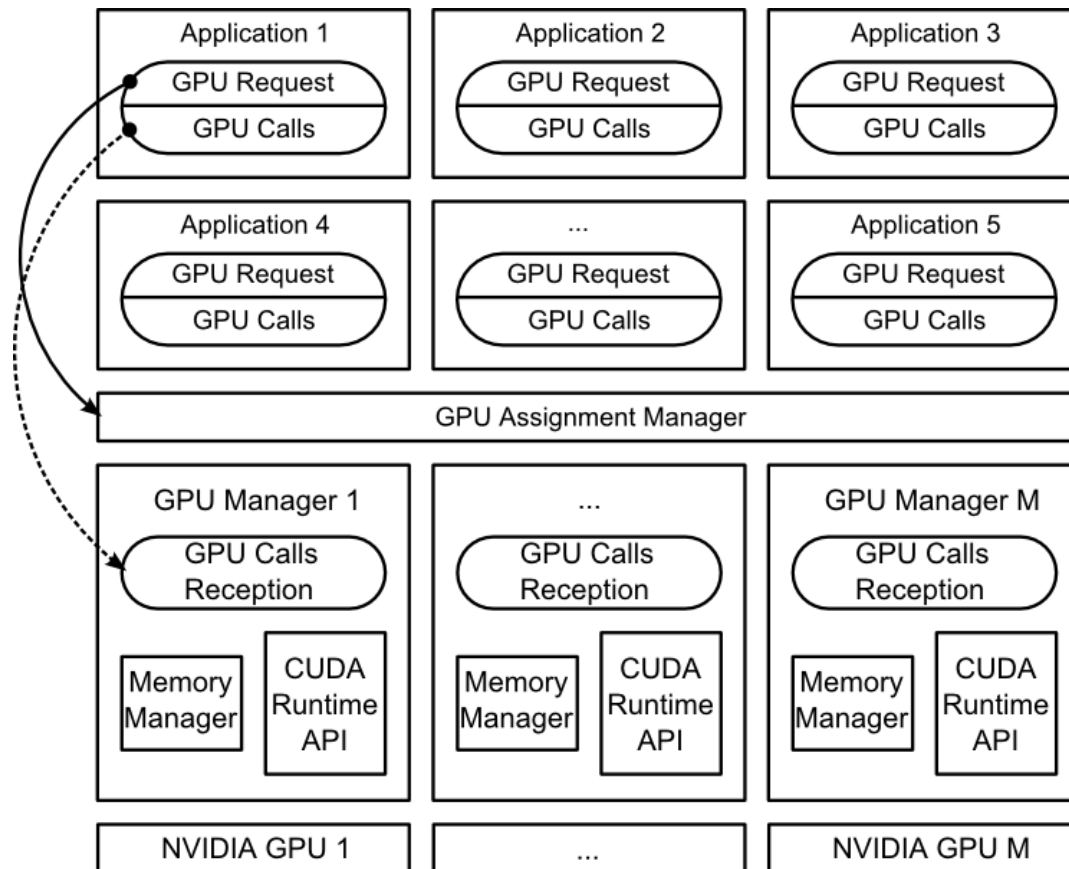 Application 1
GPU Request
GPU Calls
Application 2
GPU Request
GPU Calls
Application 3
GPU Request
GPU Calls
Application 4
GPU Request
GPU Calls
...
GPU Request
GPU Calls
Application 5
GPU Request
GPU Calls
GPU Assignment Manager
GPU Manager 1
GPU Calls
Reception
Memory
Manager
CUDA
Runtime
API
...
GPU Calls
Reception
Memory
Manager
CUDA
Runtime
API
GPU Manager M
GPU Calls
Reception
Memory
Manager
CUDA
Runtime
API
NVIDIA GPU 1
...
NVIDIA GPU M